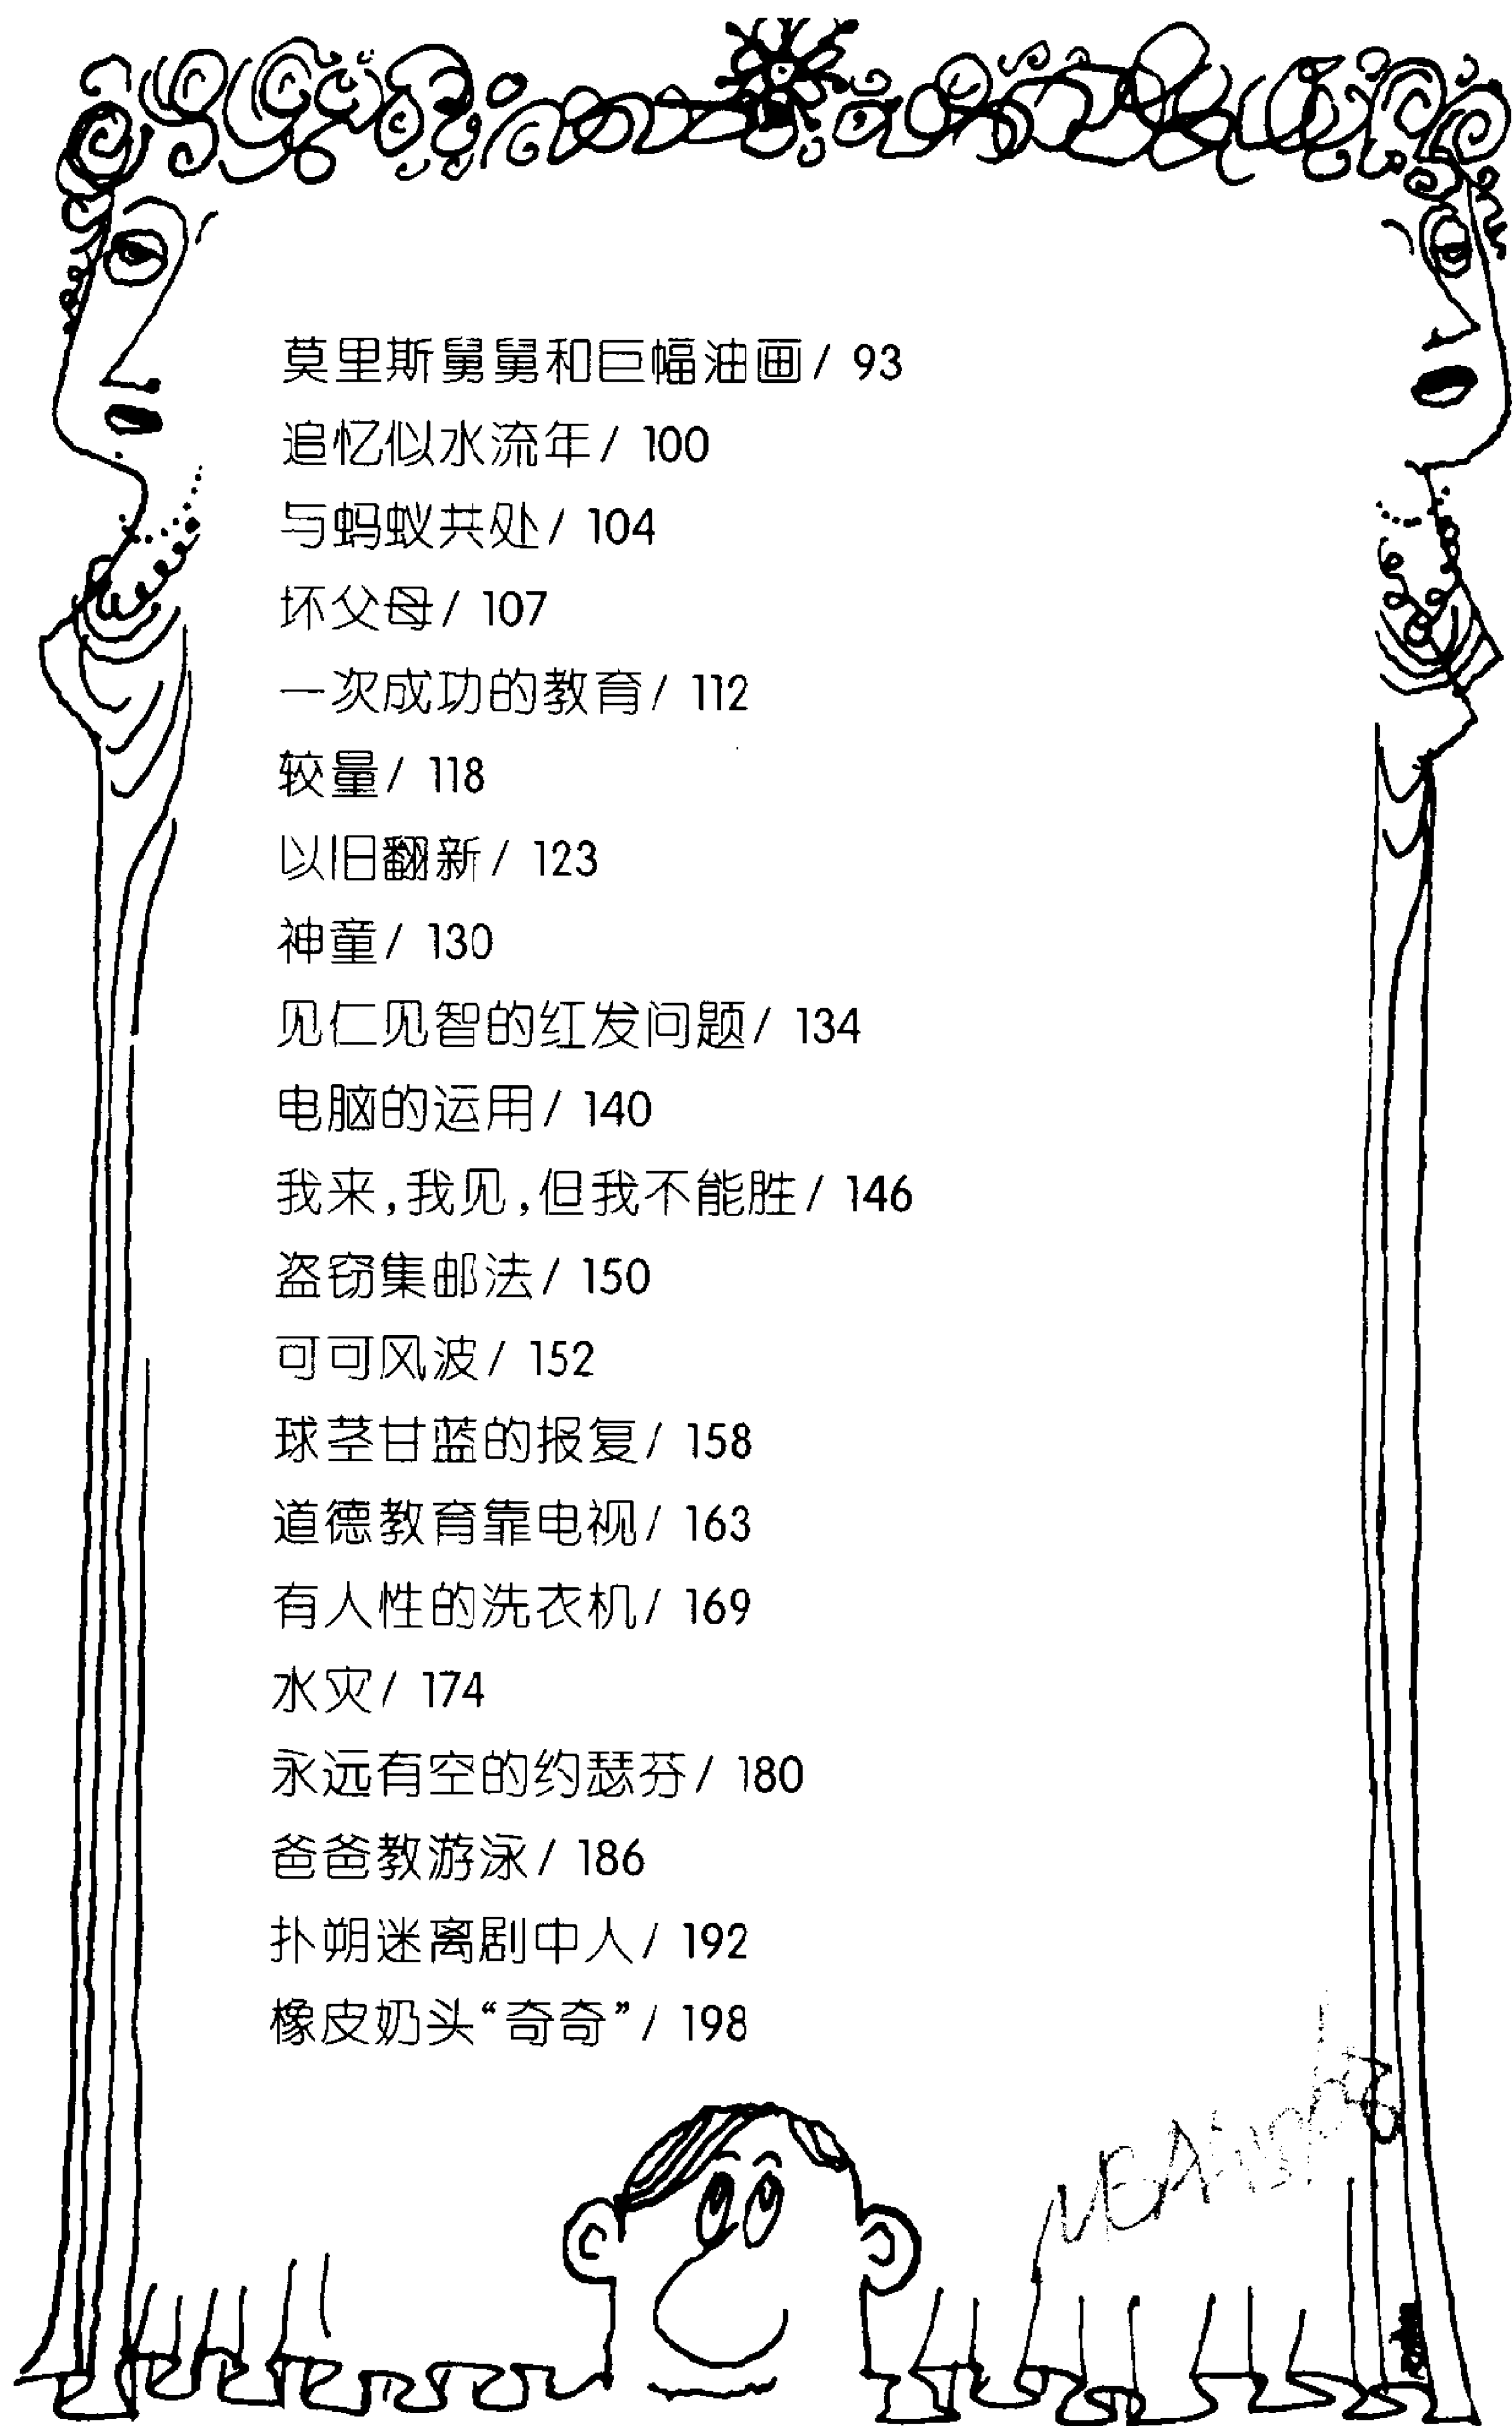 莫里斯舅舅和巨幅油画/ 93
追忆似水流年/ 100
与蚂蚁共处/ 104
坏父母/ 107
一次成功的教育/ 112
较量/ 118
以旧翻新/ 123
神童/ 130
见仁见智的红发问题/ 134
电脑的运用/ 140
我来,我见,但我不能胜/ 146
盗窃集邮法/ 150
可可风波/ 152
球茎甘蓝的报复/ 158
道德教育靠电视/ 163
有人性的洗衣机/ 169
水灾/ 174
永远有空的约瑟芬/ 180
爸爸教游泳/ 186
扑朔迷离剧中人/ 192
橡皮奶头“奇奇”/ 198